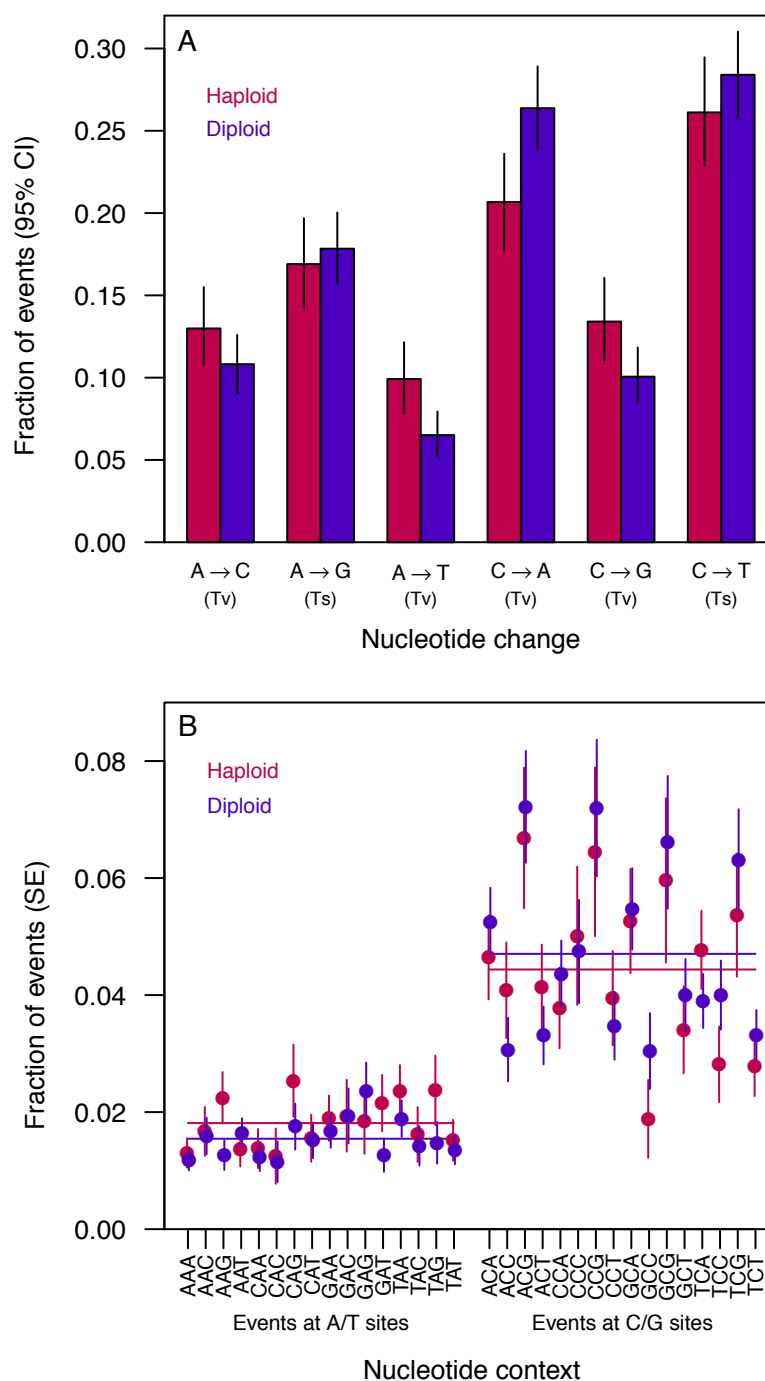 A
Haploid
Diploid
Fraction of events (95% CI)
0.30
0.25
0.20
0.15
0.10
0.05
0.00
A → C A → G A → T C → A C → G C → T
(Tv) (Ts) (Tv) (Tv) (Tv) (Ts)
Nucleotide change
B
Haploid
Diploid
Fraction of events (SE)
0.08
0.06
0.04
0.02
0.00
AAA AAC AAG AAT CAA CAC CAG CAT GAA GAC GAG GAT TAA TAC TAG TAT ACA ACC ACG ACT CCA CCC CCG CCT GCA GCC GCG GCT TCA TCC TCG TCT
Events at A/T sites Events at C/G sites
Nucleotide context